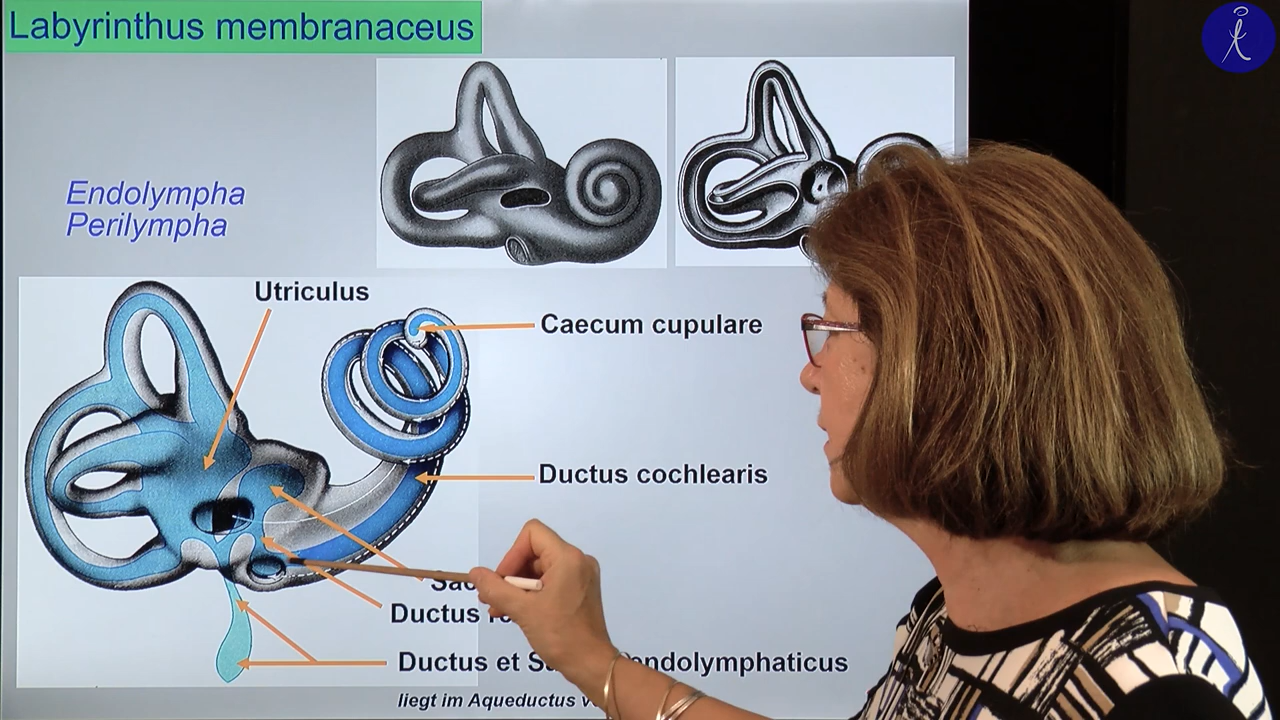 Labyrinthus membranaceus
Endolympha
Perilympha
Utriculus
Caecum cupulare
Ductus cochlearis
Ductus
Ductus et endolymphaticus
liegt im Aqueductus